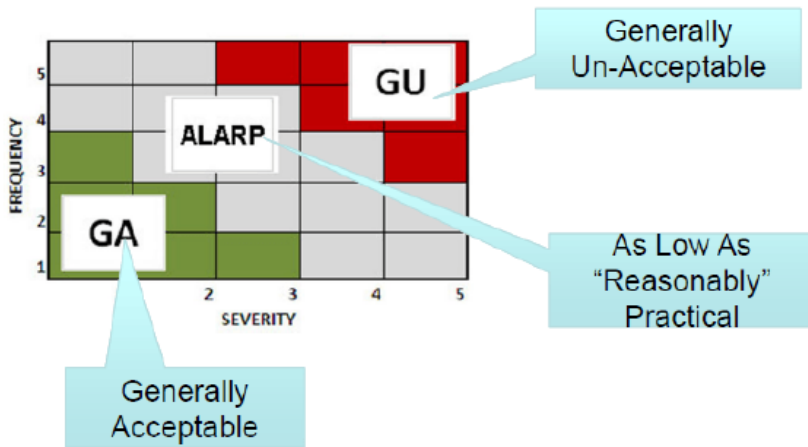 Generally
Un-Acceptable
FREQUENCY
5
4
3
2
1
GU
ALARP
GA
2 3 4 5
SEVERITY
As Low As
“Reasonably”
Practical
Generally
Acceptable